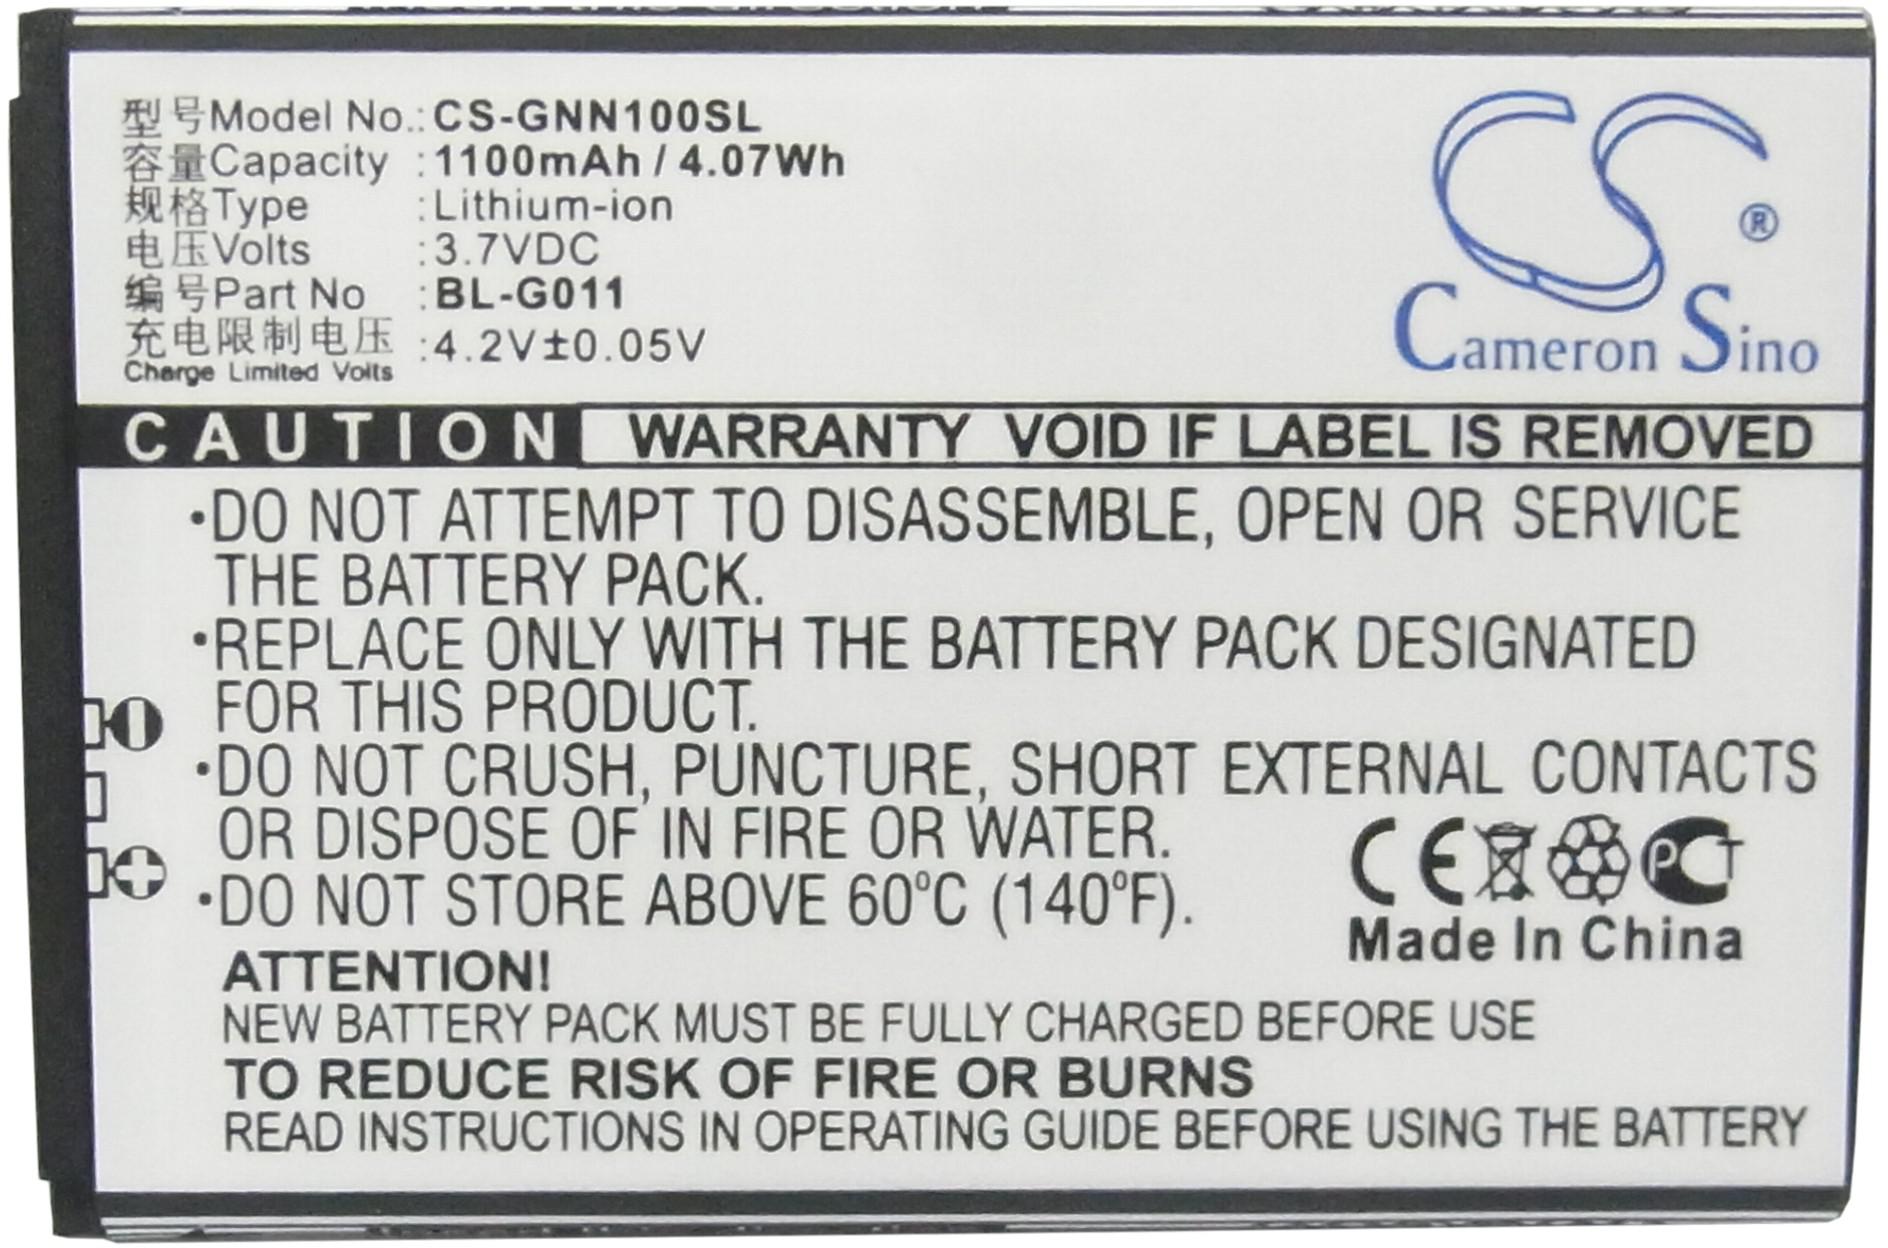 型号Model No.:CS-GNN100SL
容量Capacity :1100mAh / 4.07Wh
规格Type :Lithium-ion
电压Volts :3.7VDC
编号Part No :BL-G011
充电限制电压 :4.2V±0.05V
Charge Limited Volts
CS ®
Cameron Sino
CAUTION WARRANTY VOID IF LABEL IS REMOVED
•DO NOT ATTEMPT TO DISASSEMBLE, OPEN OR SERVICE
THE BATTERY PACK.
•REPLACE ONLY WITH THE BATTERY PACK DESIGNATED
FOR THIS PRODUCT.
•DO NOT CRUSH, PUNCTURE, SHORT EXTERNAL CONTACTS
OR DISPOSE OF IN FIRE OR WATER.
•DO NOT STORE ABOVE 60°C (140°F).
CE PCT
Made In China
ATTENTION!
NEW BATTERY PACK MUST BE FULLY CHARGED BEFORE USE
TO REDUCE RISK OF FIRE OR BURNS
READ INSTRUCTIONS IN OPERATING GUIDE BEFORE USING THE BATTERY